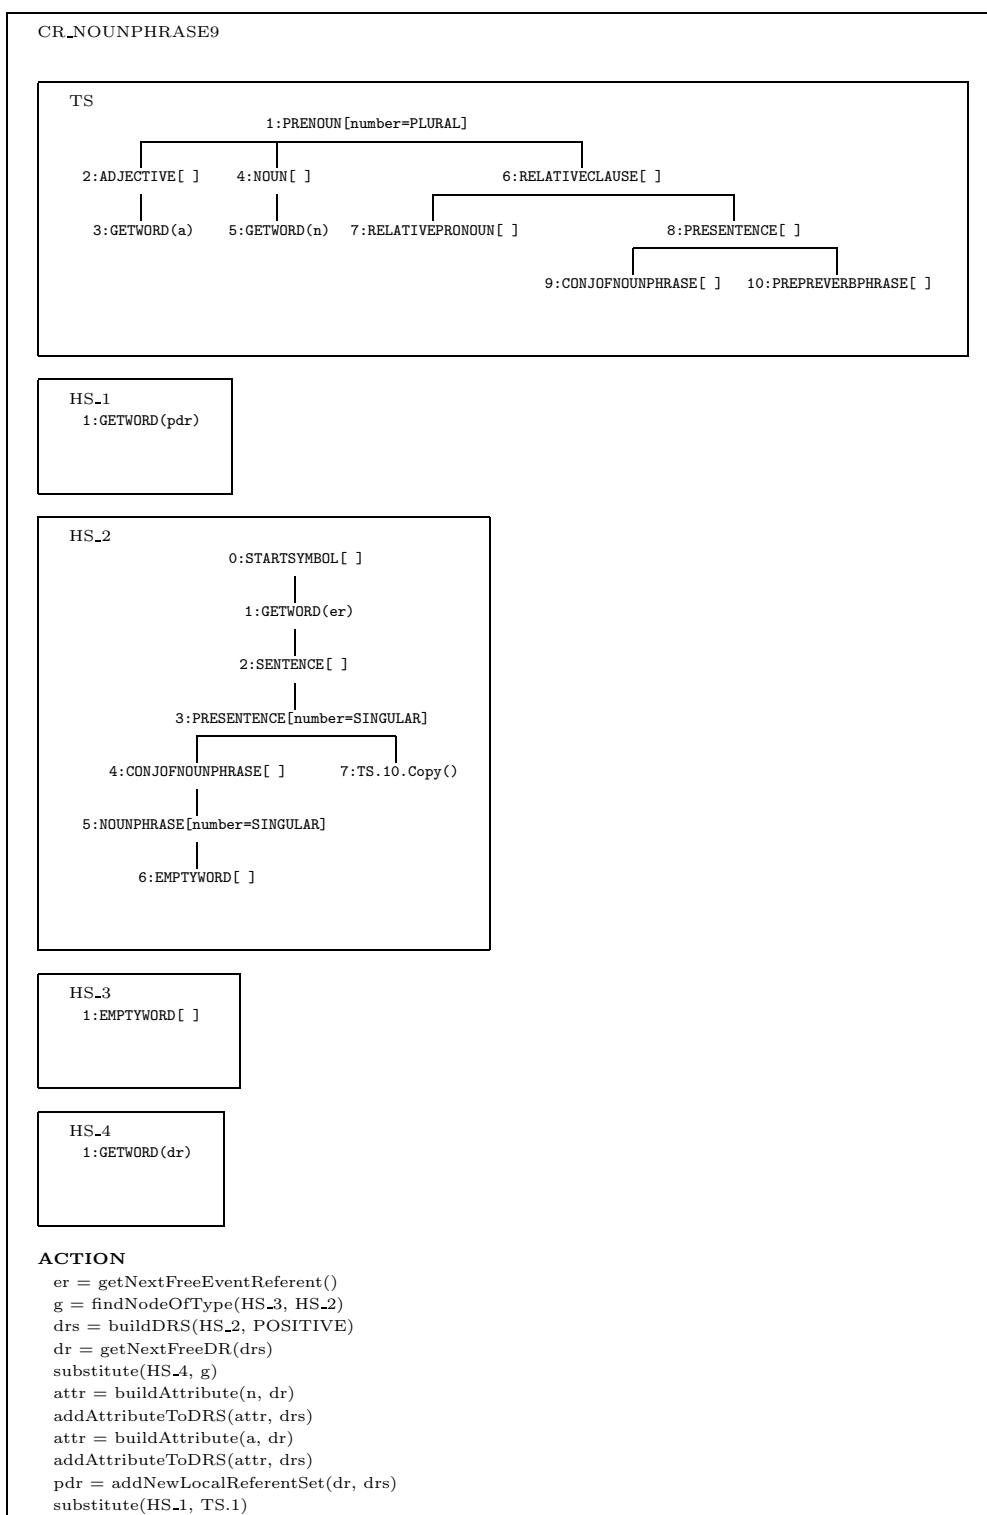 CR_NOUNPHRASE9
TS
1:PRENOUN[number=PLURAL]
2:ADJECTIVE[ ] 4:NOUN[ ] 6:RELATIVECLAUSE[ ]
3:GETWORD(a) 5:GETWORD(n) 7:RELATIVEPRONOUN[ ] 8:PRESENTENCE[ ]
9:CONJOFNOUNPHRASE[ ] 10:PREPREVERBPHRASE[ ]
HS_1
1:GETWORD(pdr)
HS_2
0:STARTSYMBOL[ ]
1:GETWORD(er)
2:SENTENCE[ ]
3:PRESENTENCE[number=SINGULAR]
4:CONJOFNOUNPHRASE[ ] 7:TS.10.Copy()
5:NOUNPHRASE[number=SINGULAR]
6:EMPTYWORD[ ]
HS_3
1:EMPTYWORD[ ]
HS_4
1:GETWORD(dr)
ACTION
er = getNextFreeEventReferent()
g = findNodeOfType(HS_3, HS_2)
drs = buildDRS(HS_2, POSITIVE)
dr = getNextFreeDR(drs)
substitute(HS_4, g)
attr = buildAttribute(n, dr)
addAttributeToDRS(attr, drs)
attr = buildAttribute(a, dr)
addAttributeToDRS(attr, drs)
pdr = addNewLocalReferentSet(dr, drs)
substitute(HS_1, TS.1)